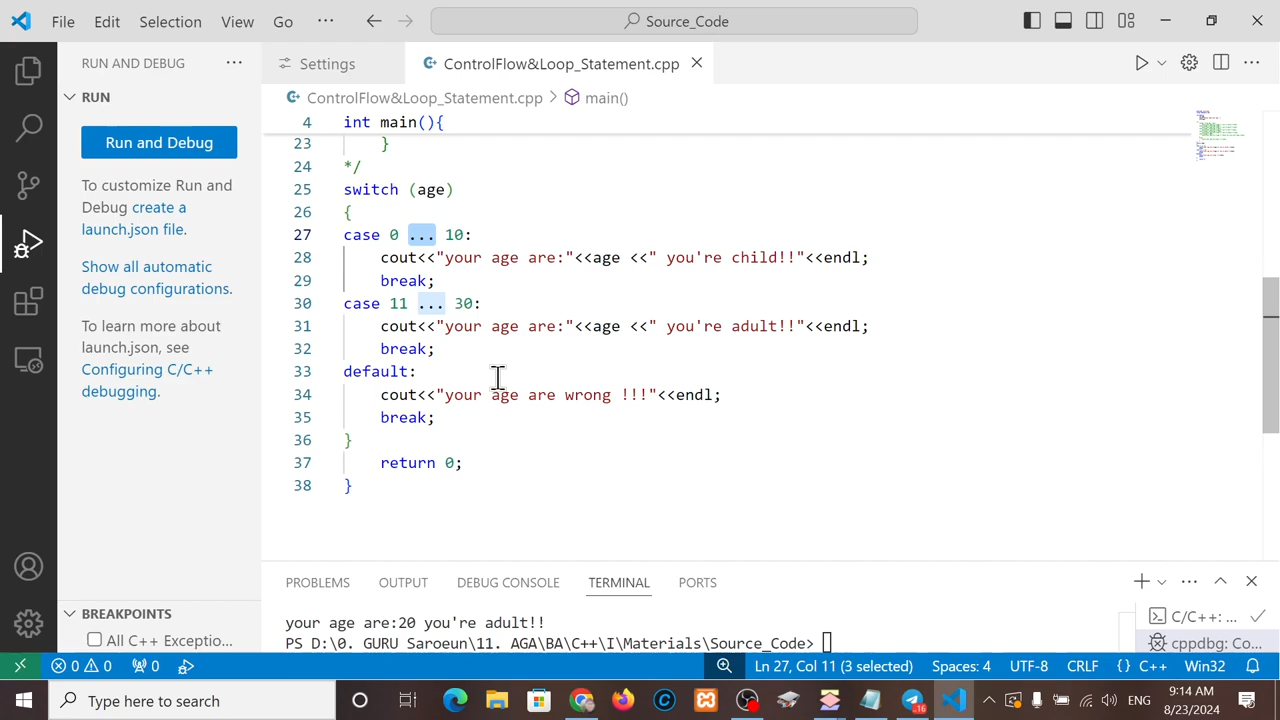 File Edit Selection View Go ··· Source_Code
RUN AND DEBUG ···
Settings ControlFlow&Loop_Statement.cpp
RUN
ControlFlow&Loop_Statement.cpp > main()
Run and Debug
To customize Run and
Debug create a
launch.json file.
Show all automatic
debug configurations.
To learn more about
launch.json, see
Configuring C/C++
debugging.
BREAKPOINTS
All C++ Exceptio...
4 int main(){
23 }
24 */
25 switch (age)
26 {
27 case 0 ... 10:
28 cout<<"your age are:"<<age <<" you're child!!"<<endl;
29 break;
30 case 11 ... 30:
31 cout<<"your age are:"<<age <<" you're adult!!"<<endl;
32 break;
33 default:
34 cout<<"your age are wrong !!!"<<endl;
35 break;
36 }
37 return 0;
38 }
PROBLEMS OUTPUT DEBUG CONSOLE TERMINAL PORTS
your age are:20 you're adult!!
PS D:\0. GURU Saroeun\11. AGA\BA\C++\I\Materials\Source_Code>
C/C++: ...
cppdbg: Co...
0 0 0 Ln 27, Col 11 (3 selected) Spaces: 4 UTF-8 CRLF {} C++ Win32
Type here to search
16
ENG
9:14 AM
8/23/2024